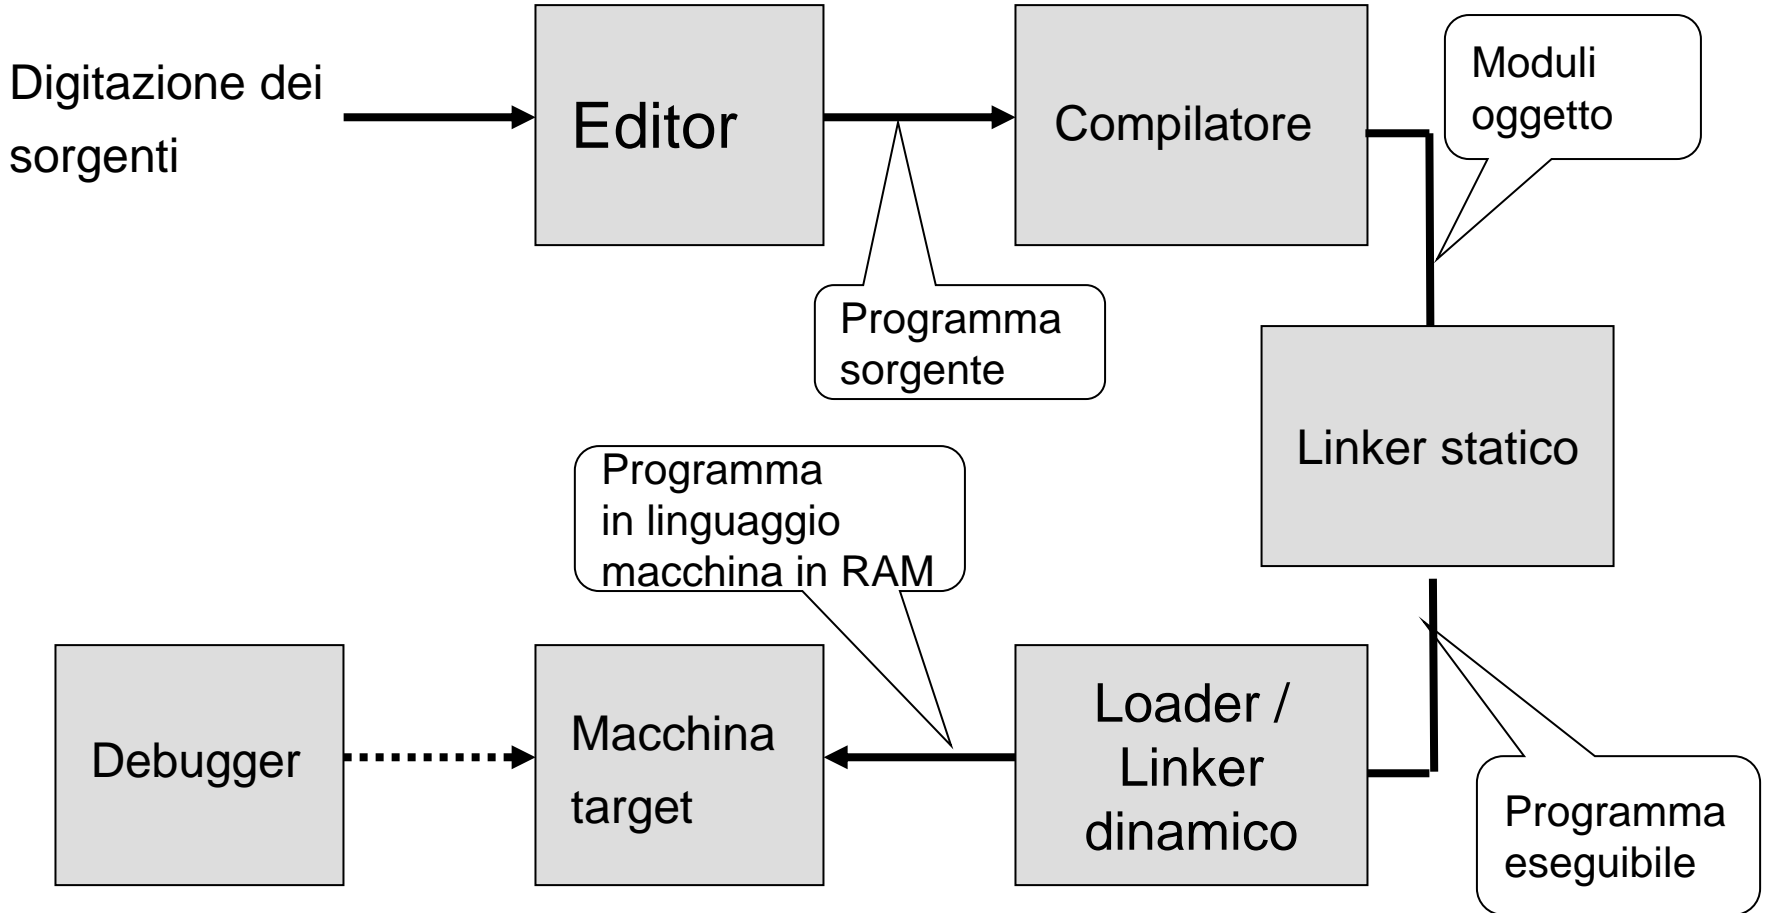 Digitazione dei
sorgenti
Editor
Compilatore
Moduli
oggetto
Programma
sorgente
Linker statico
Programma
in linguaggio
macchina in RAM
Debugger
Macchina
target
Loader /
Linker
dinamico
Programma
eseguibile